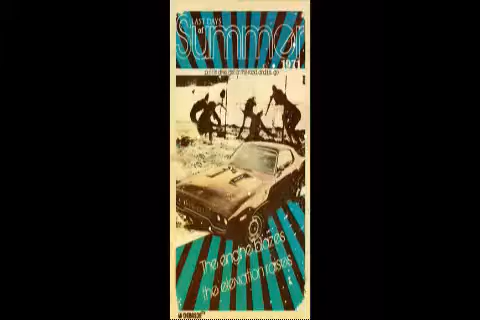 LAST DAYS
of
Summer
1971
The engine blazes
the elevation raises